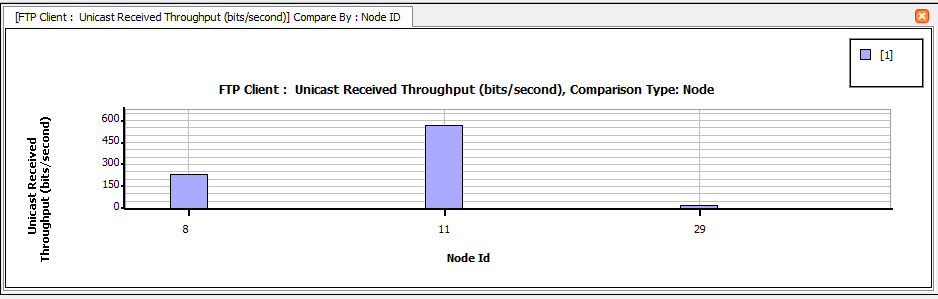 [FTP Client :  Unicast Received Throughput (bits/second)] Compare By : Node ID
[1]
FTP Client :  Unicast Received Throughput (bits/second), Comparison Type: Node
Unicast Received
Throughput (bits/second)
600
450
300
150
0
8 11 29
Node Id